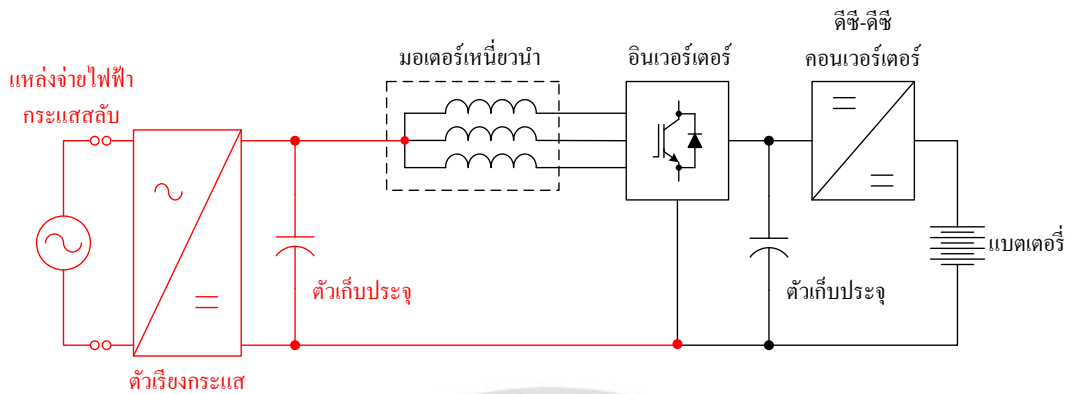 แหล่งจ่ายไฟฟ้า
กระแสสลับ
มอเตอร์เหนี่ยวนำ
อินเวอร์เตอร์
ดีซี-ดีซี
คอนเวอร์เตอร์
ตัวเก็บประจุ
ตัวเก็บประจุ
แบตเตอรี่
ตัวเรียงกระแส